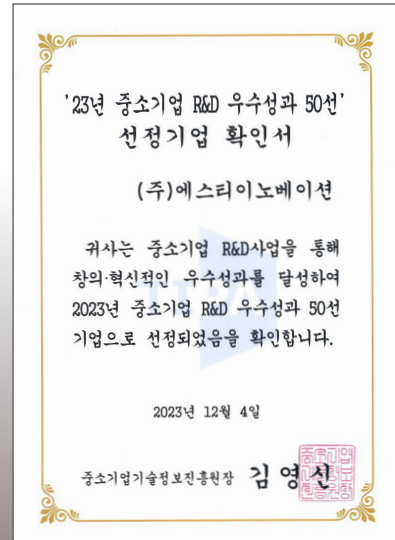 '23년 중소기업 R&D 우수성과 50선'
선정기업 확인서
(주)에스티이노베이션
귀사는 중소기업 R&D사업을 통해
창의·혁신적인 우수성과를 달성하여
2023년 중소기업 R&D 우수성과 50선
기업으로 선정되었음을 확인합니다.
2023년 12월 4일
중소기업기술정보진흥원장 김영신